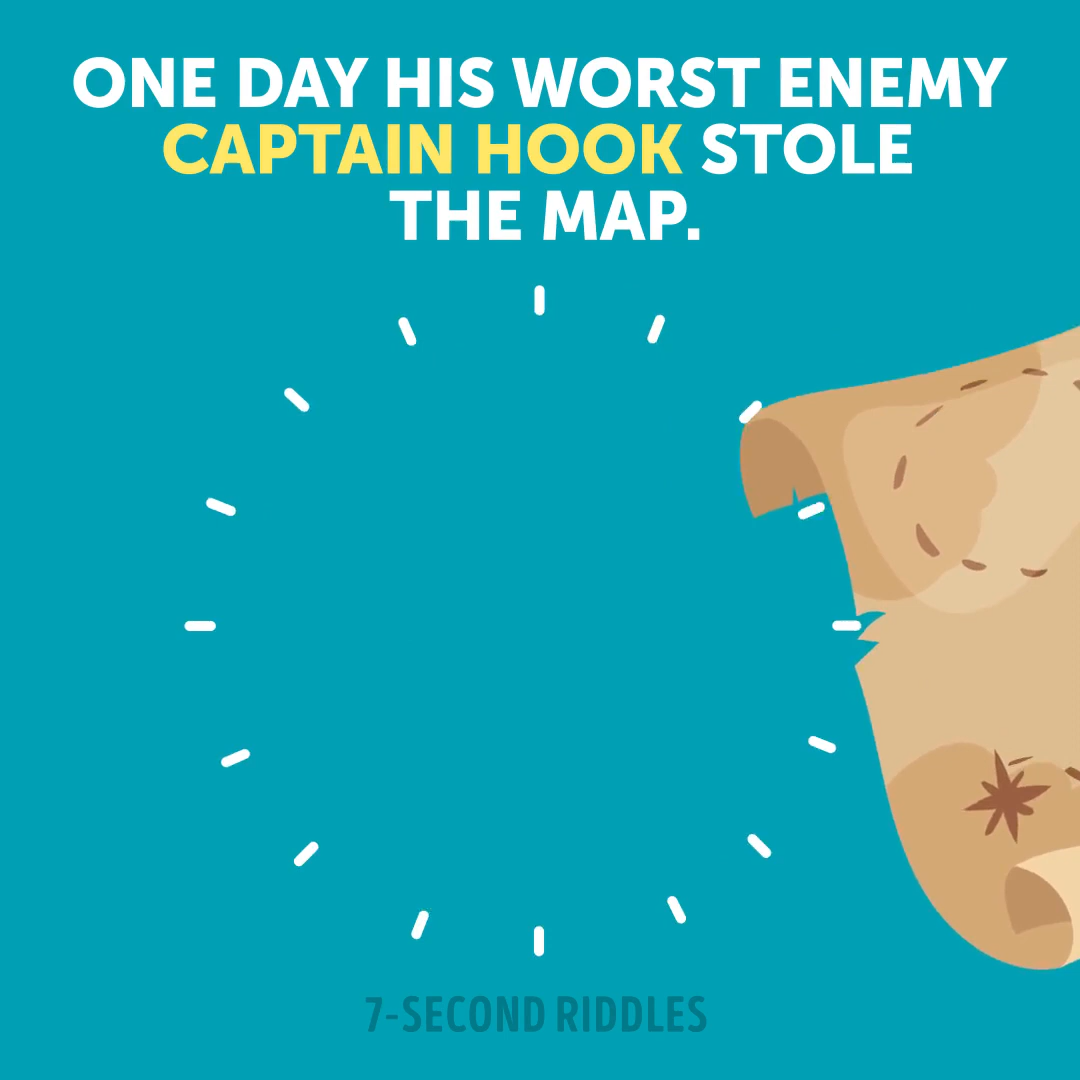 ONE DAY HIS WORST ENEMY
CAPTAIN HOOK STOLE
THE MAP.
7-SECOND RIDDLES